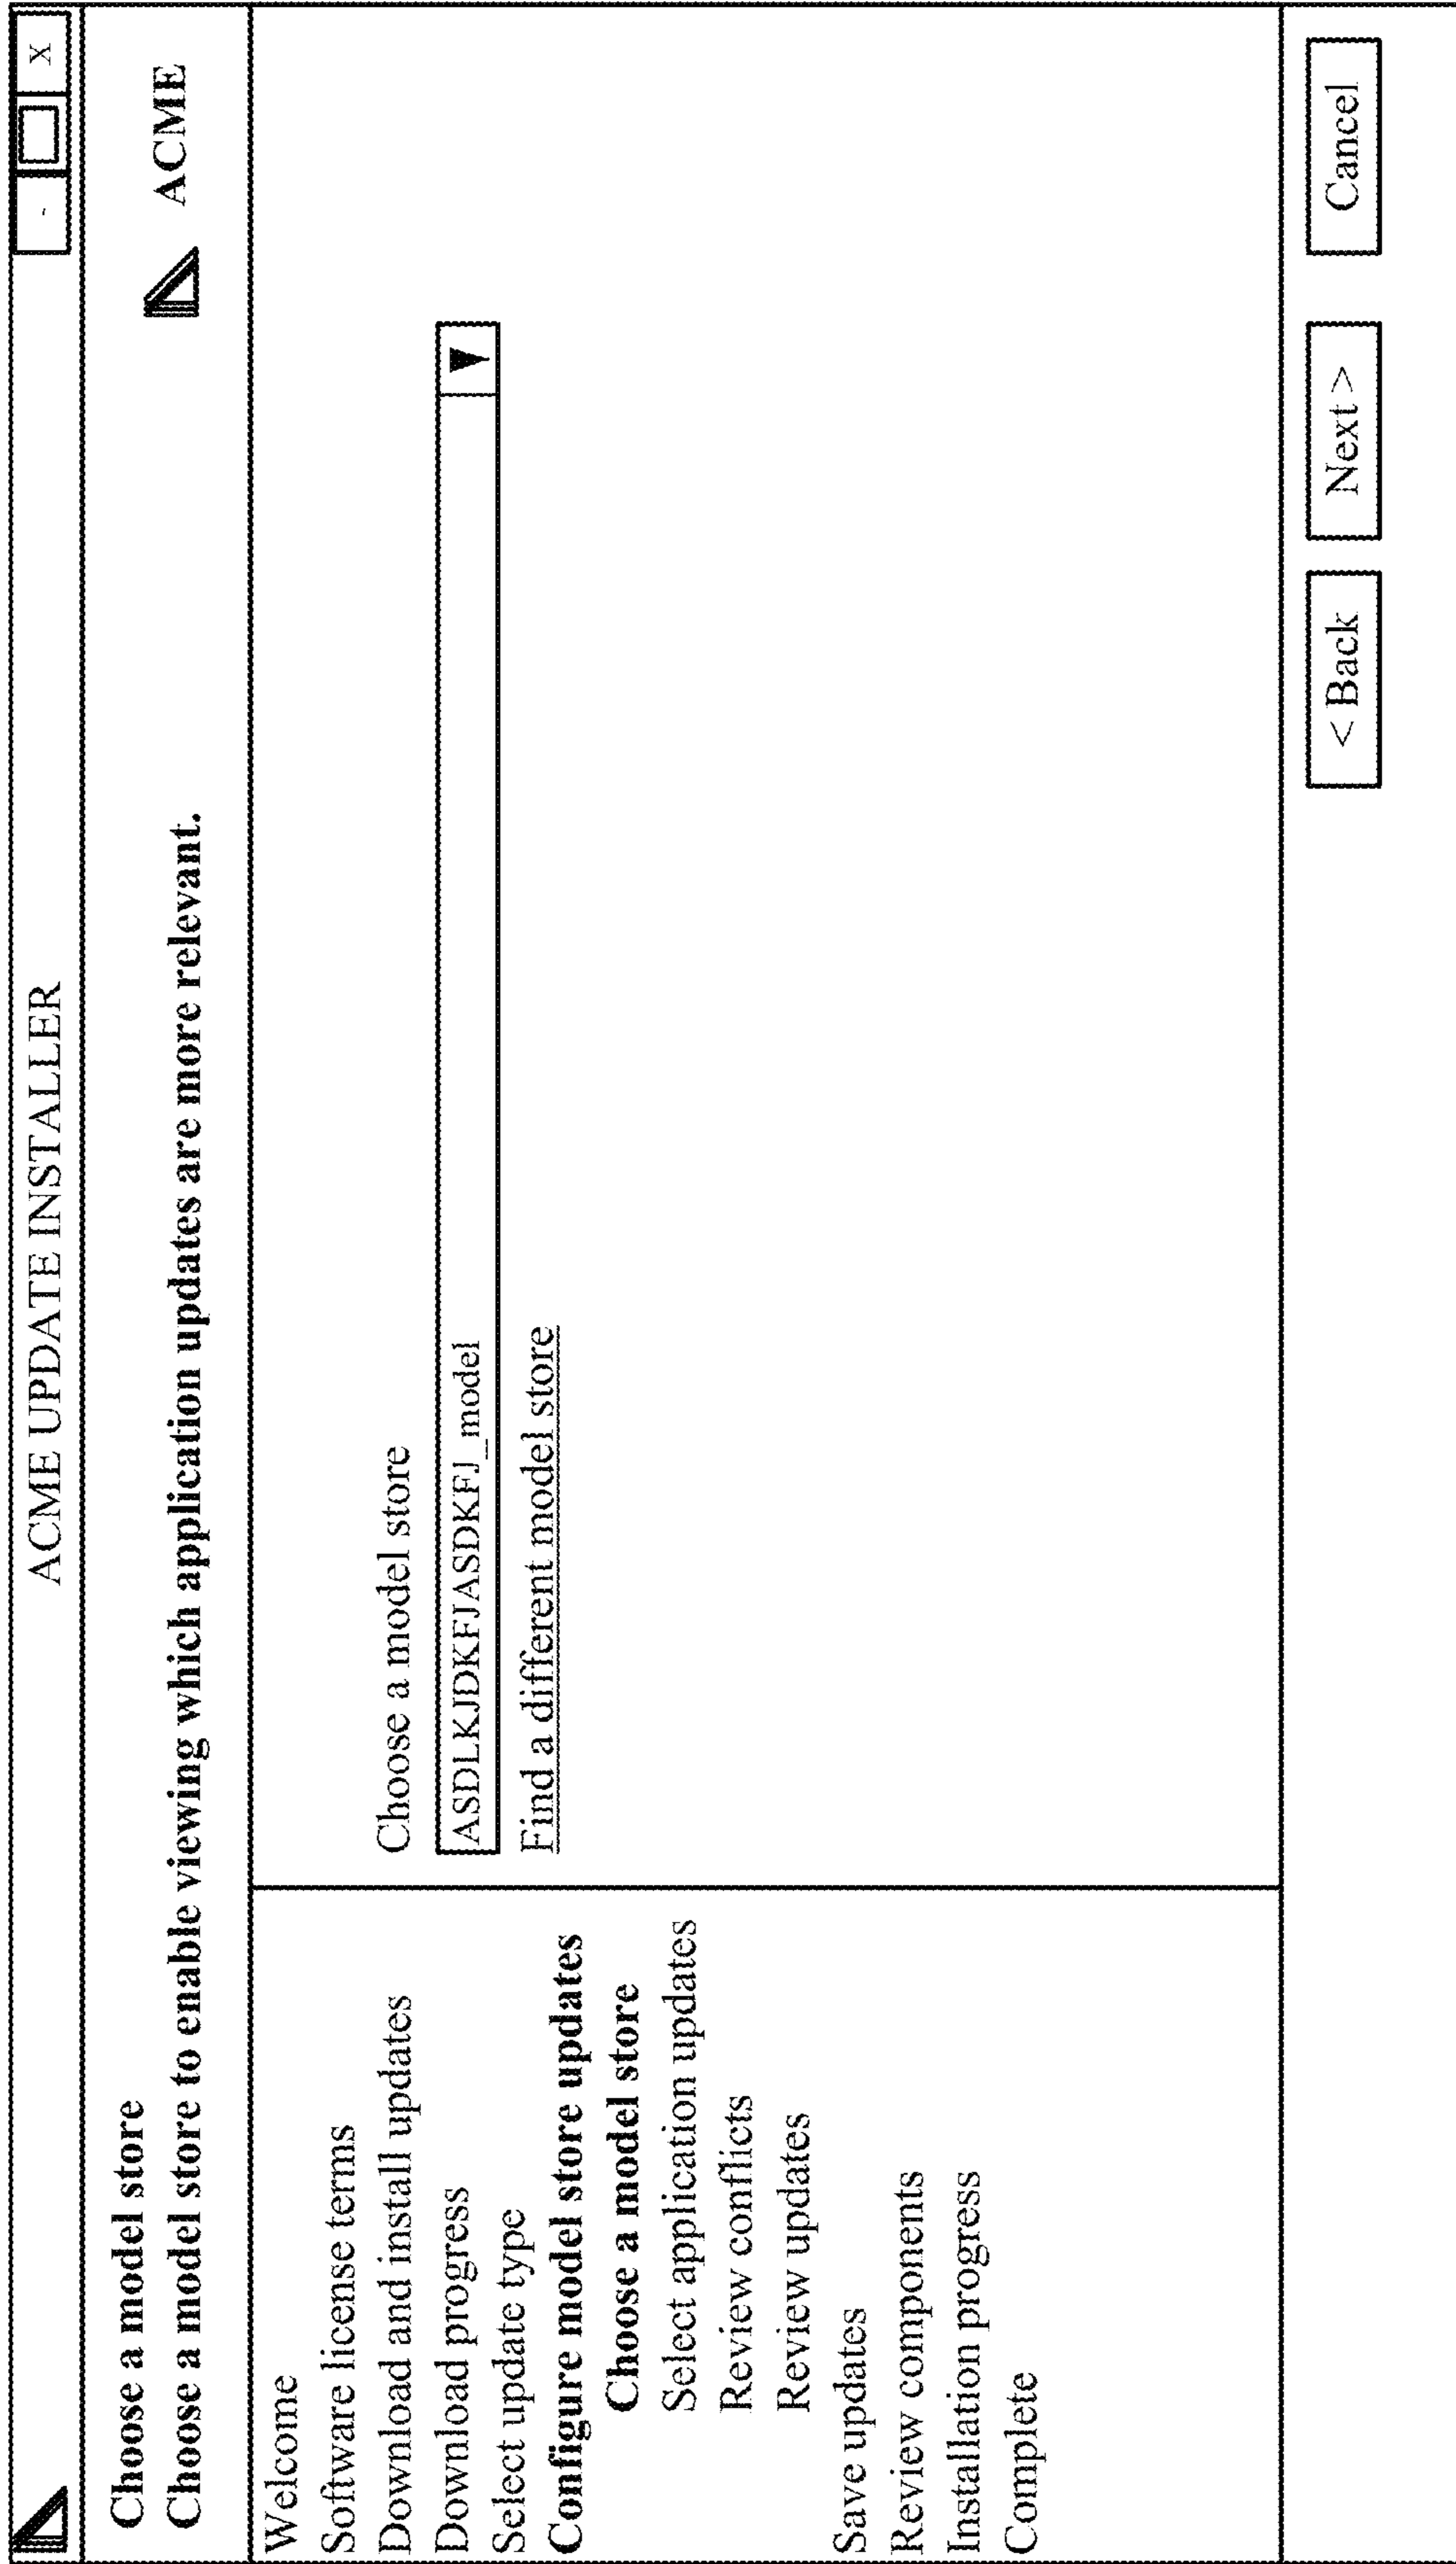 ACME UPDATE INSTALLER
- X
Choose a model store
Choose a model store to enable viewing which application updates are more relevant.
ACME
Welcome
Software license terms
Download and install updates
Download progress
Select update type
Configure model store updates
Choose a model store
Select application updates
Review conflicts
Review updates
Save updates
Review components
Installation progress
Complete
Choose a model store
ASDLKJDKFJASDKFJ_model
Find a different model store
< Back
Next >
Cancel